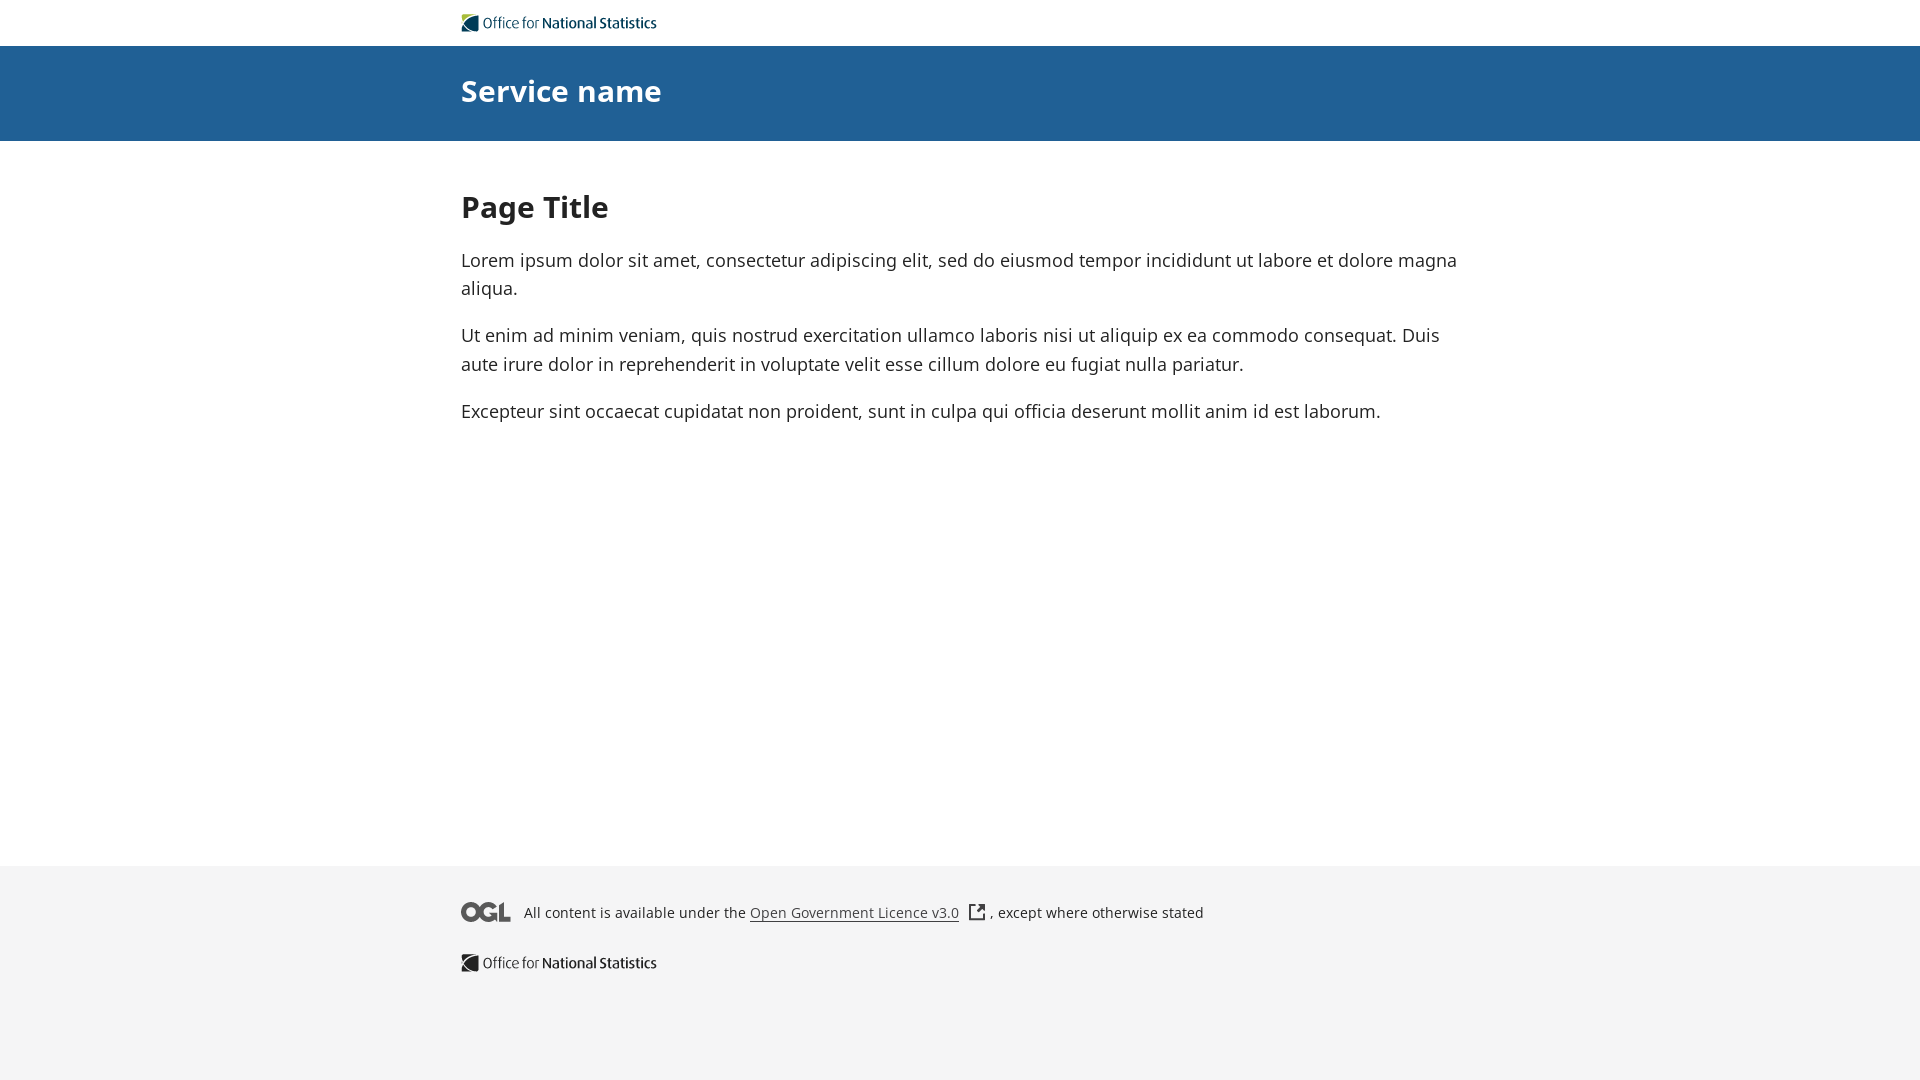 Office for National Statistics
Service name
Page Title
Lorem ipsum dolor sit amet, consectetur adipiscing elit, sed do eiusmod tempor incididunt ut labore et dolore magna
aliqua.
Ut enim ad minim veniam, quis nostrud exercitation ullamco laboris nisi ut aliquip ex ea commodo consequat. Duis
aute irure dolor in reprehenderit in voluptate velit esse cillum dolore eu fugiat nulla pariatur.
Excepteur sint occaecat cupidatat non proident, sunt in culpa qui officia deserunt mollit anim id est laborum.
OGL All content is available under the Open Government Licence v3.0 , except where otherwise stated
Office for National Statistics